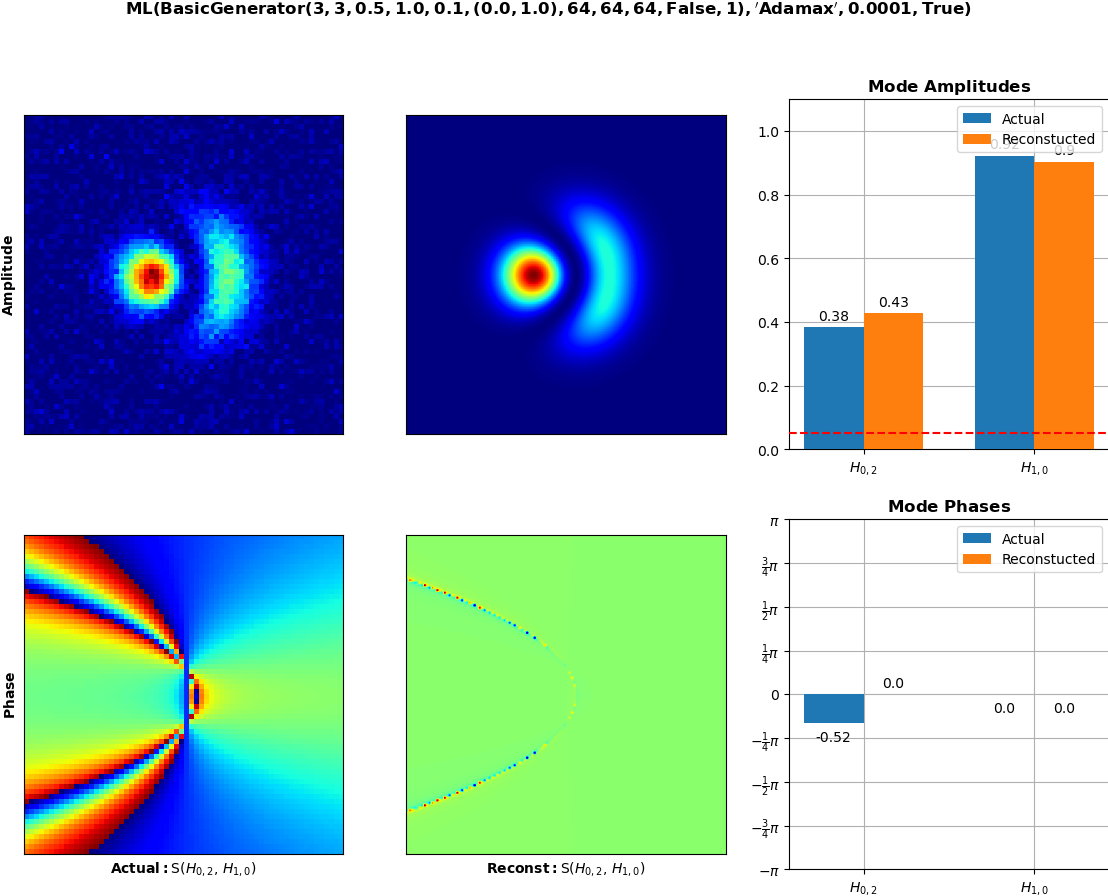 ML(BasicGenerator(3, 3, 0.5, 1.0, 0.1, (0.0, 1.0), 64, 64, 64, False, 1), ′Adamax′, 0.0001, True)
Amplitude
Mode Amplitudes
Actual
Reconstucted
1.0
0.8
0.6
0.4
0.2
0.0
0.38
0.43
0.92
0.9
H0, 2
H1, 0
Phase
Actual: S(H0, 2, H1, 0)
Reconst: S(H0, 2, H1, 0)
Mode Phases
Actual
Reconstucted
π
3/4π
1/2π
1/4π
0
−1/4π
−1/2π
−3/4π
−π
-0.52
0.0
0.0
0.0
H0, 2
H1, 0